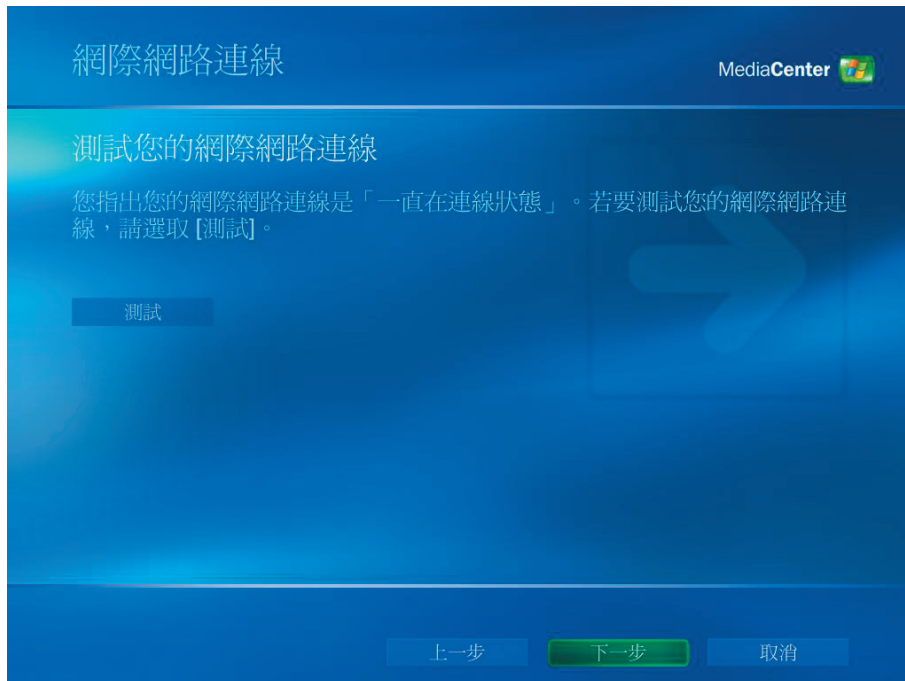 網際網路連線
MediaCenter
測試您的網際網路連線
您指出您的網際網路連線是「一直在連線狀態」。若要測試您的網際網路連
線，請選取 [測試]。
測試
上一步
下一步
取消